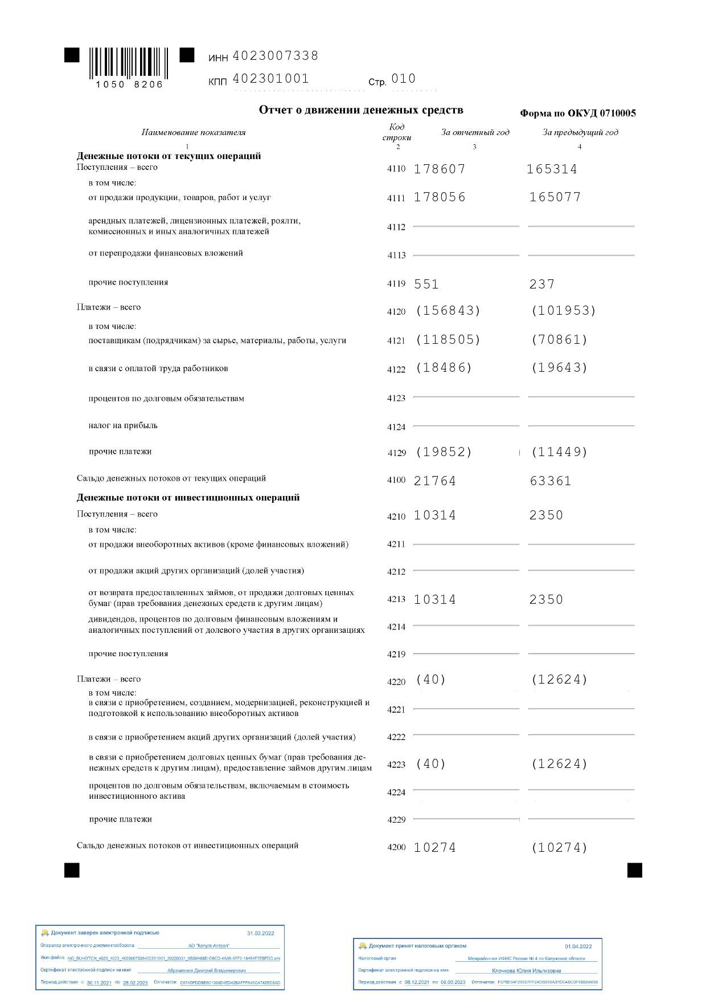 ИНН 4023007338
1050 8206
КПП 402301001 Стр. 010
Отчет о движении денежных средств
Форма по ОКУД 0710005
Наименование показателя Код строки За отчетный год За предыдущий год
1 2 3 4
Денежные потоки от текущих операций
Поступления – всего 4110 178607 165314
в том числе:
от продажи продукции, товаров, работ и услуг 4111 178056 165077
арендных платежей, лицензионных платежей, роялти,
комиссионных и иных аналогичных платежей 4112
от перепродажи финансовых вложений 4113
прочие поступления 4119 551 237
Платежи – всего 4120 (156843) (101953)
в том числе:
поставщикам (подрядчикам) за сырье, материалы, работы, услуги 4121 (118505) (70861)
в связи с оплатой труда работников 4122 (18486) (19643)
процентов по долговым обязательствам 4123
налог на прибыль 4124
прочие платежи 4129 (19852) (11449)
Сальдо денежных потоков от текущих операций 4100 21764 63361
Денежные потоки от инвестиционных операций
Поступления – всего 4210 10314 2350
в том числе:
от продажи внеоборотных активов (кроме финансовых вложений) 4211
от продажи акций других организаций (долей участия) 4212
от возврата предоставленных займов, от продажи долговых ценных
бумаг (прав требования денежных средств к другим лицам) 4213 10314 2350
дивидендов, процентов по долговым финансовым вложениям и
аналогичных поступлений от долевого участия в других организациях 4214
прочие поступления 4219
Платежи – всего 4220 (40) (12624)
в том числе:
в связи с приобретением, созданием, модернизацией, реконструкцией и
подготовкой к использованию внеоборотных активов 4221
в связи с приобретением акций других организаций (долей участия) 4222
в связи с приобретением долговых ценных бумаг (прав требования де-
нежных средств к другим лицам), предоставление займов другим лицам 4223 (40) (12624)
процентов по долговым обязательствам, включаемым в стоимость
инвестиционного актива 4224
прочие платежи 4229
Сальдо денежных потоков от инвестиционных операций 4200 10274 (10274)
Документ заверен электронной подписью 31.03.2022
Оператор электронного документооборота АО "Калуга Астрал"
Имя файла NO_BUHOTCH_4023_4023_4023007338402301001_20220331_8B39A59D-D6CD-4A95-97F2-18484F7E5FDC.xml
Сертификат электронной подписи на имя Абраменков Дмитрий Владимирович
Период действия с 30.11.2021 по 28.02.2023 Отпечаток
Документ принят налоговым органом 01.04.2022
Налоговый орган Межрайонная ИФНС России № 4 по Калужской области
Сертификат электронной подписи на имя Клочкова Юлия Ильгизовна
Период действия с 08.12.2021 по 08.03.2023 Отпечаток